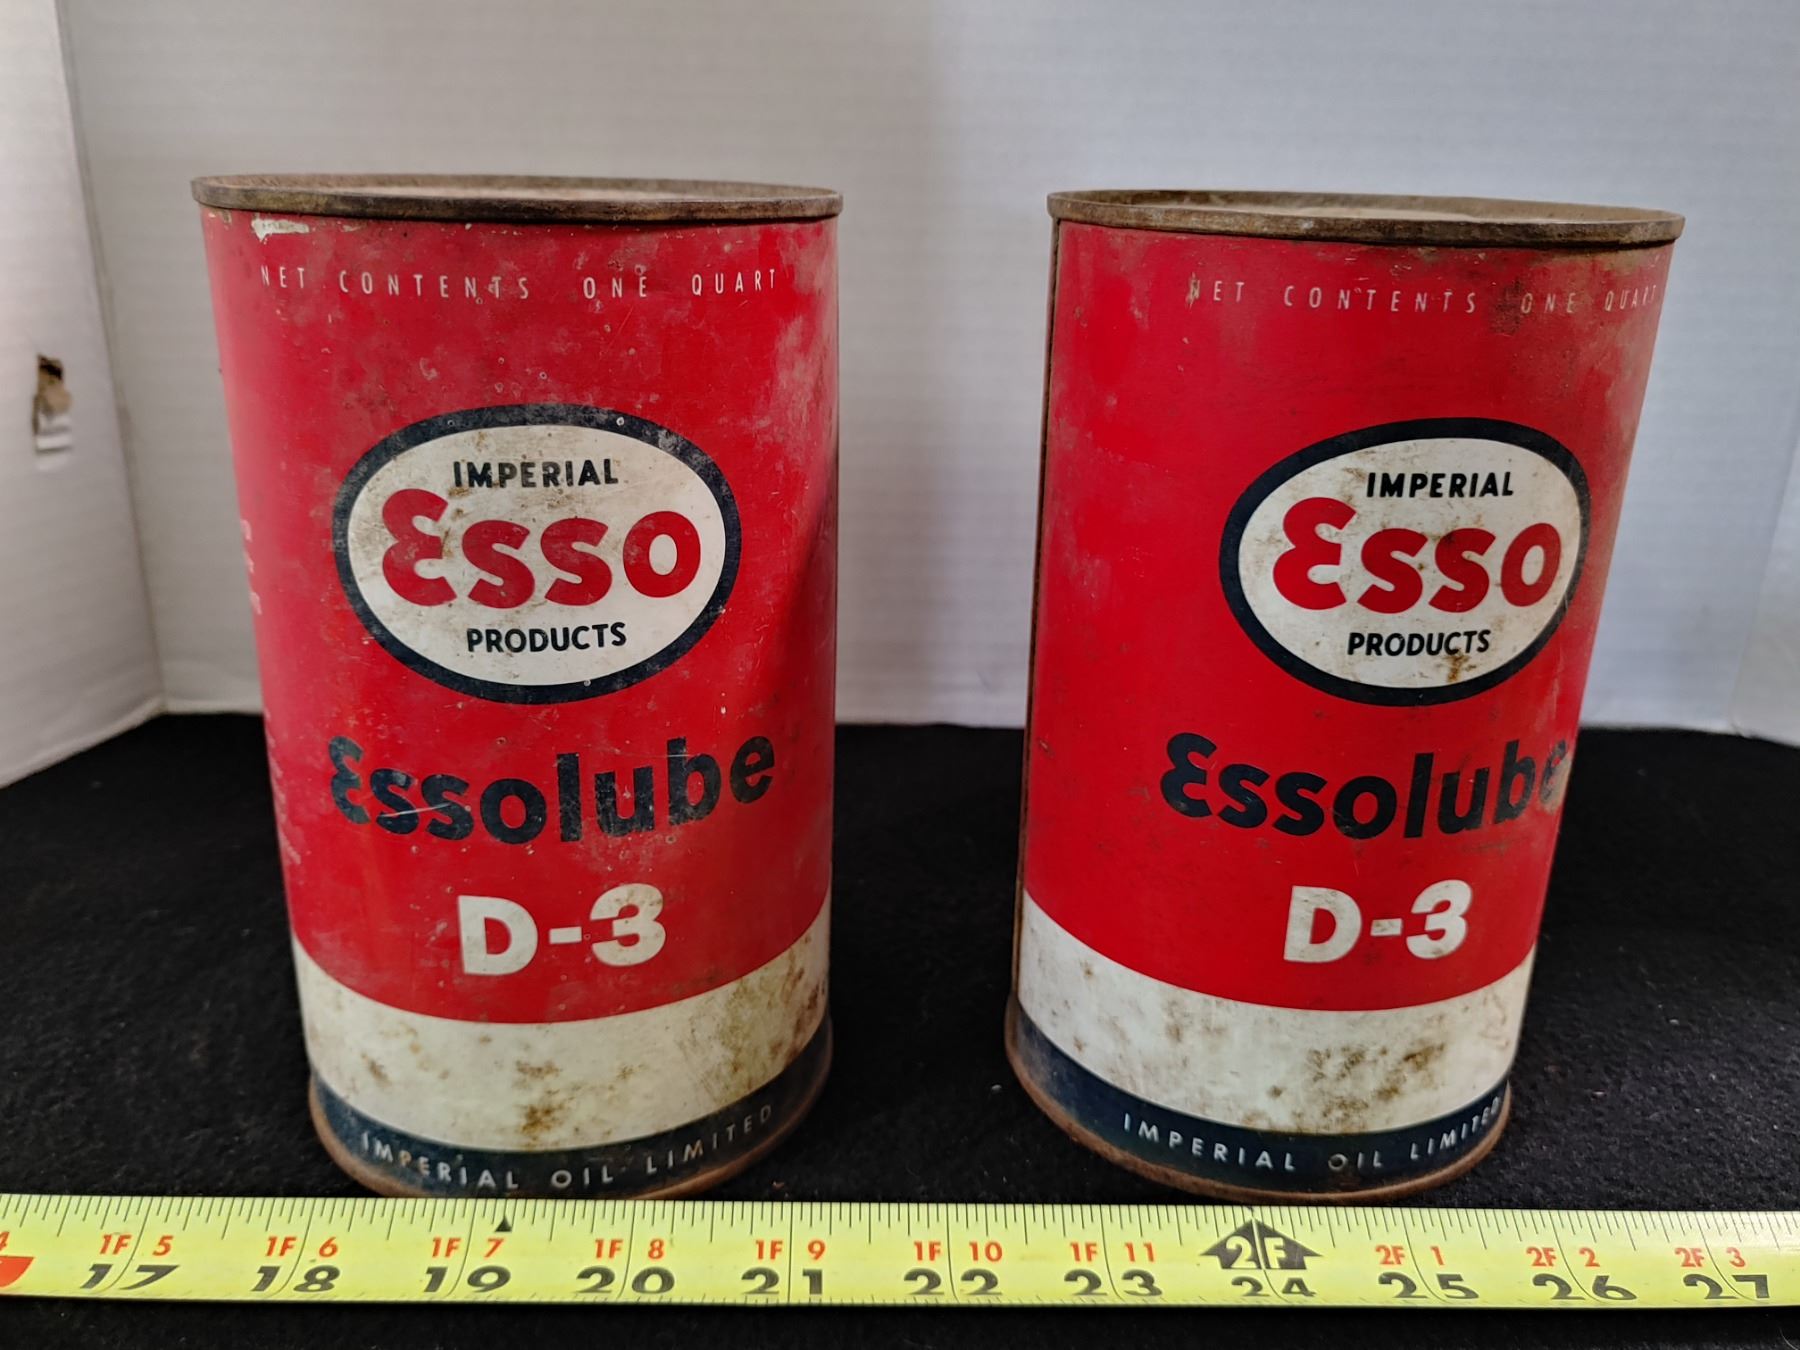 NET CONTENTS ONE QUART
IMPERIAL
Esso
PRODUCTS
Essolube
D-3
IMPERIAL OIL LIMITED
NET CONTENTS ONE QUART
IMPERIAL
Esso
PRODUCTS
Essolube
D-3
IMPERIAL OIL LIMITED
1F 5 1F 6 1F 7 1F 8 1F 9 1F 10 1F 11 2F 2F 1 2F 2 2F 3
17 18 19 20 21 22 23 24 25 26 27